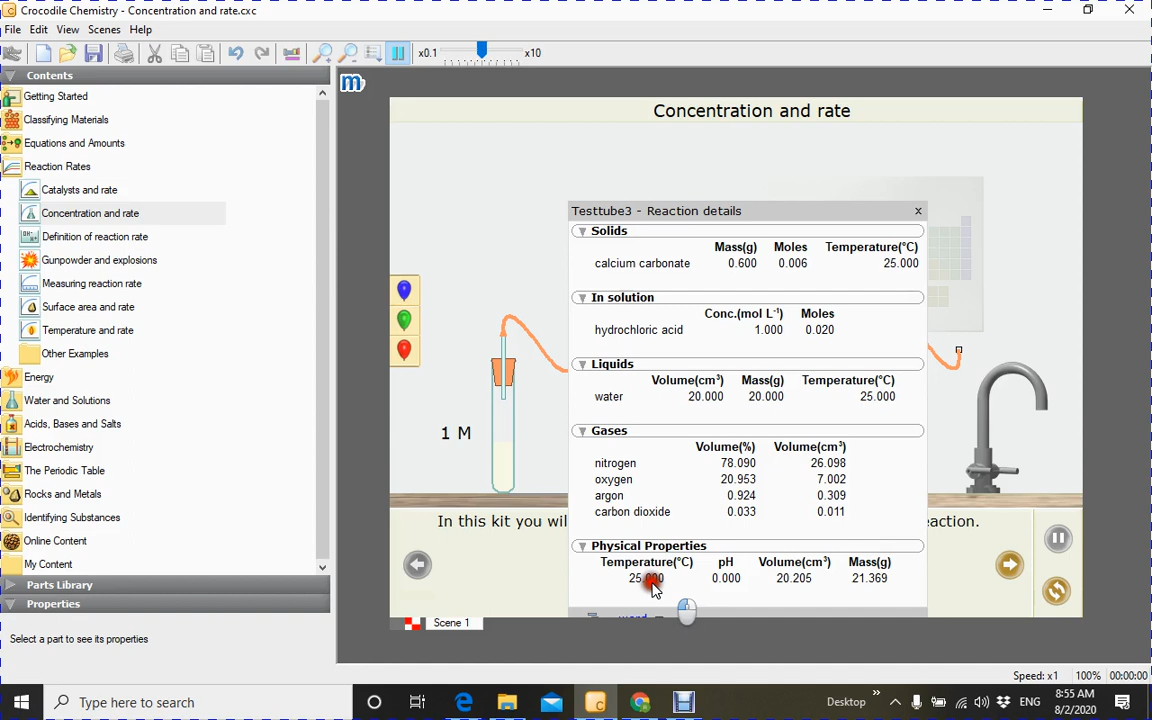 Crocodile Chemistry - Concentration and rate.cxc
File Edit View Scenes Help
x0.1 x10
Contents
Getting Started
Classifying Materials
Equations and Amounts
Reaction Rates
Catalysts and rate
Concentration and rate
Definition of reaction rate
Gunpowder and explosions
Measuring reaction rate
Surface area and rate
Temperature and rate
Other Examples
Energy
Water and Solutions
Acids, Bases and Salts
Electrochemistry
The Periodic Table
Rocks and Metals
Identifying Substances
Online Content
My Content
Parts Library
Properties
Select a part to see its properties
m
Concentration and rate
1 M
Testtube3 - Reaction details x
Solids
Mass(g) Moles Temperature(°C)
calcium carbonate 0.600 0.006 25.000
In solution
Conc.(mol L⁻¹) Moles
hydrochloric acid 1.000 0.020
Liquids
Volume(cm³) Mass(g) Temperature(°C)
water 20.000 20.000 25.000
Gases
Volume(%) Volume(cm³)
nitrogen 78.090 26.098
oxygen 20.953 7.002
argon 0.924 0.309
carbon dioxide 0.033 0.011
Physical Properties
Temperature(°C) pH Volume(cm³) Mass(g)
0.000 20.205 21.369
In this kit you wil eaction.
Scene 1
Speed: x1 100% 00:00:00
Type here to search
Desktop » ENG 8:55 AM
8/2/2020